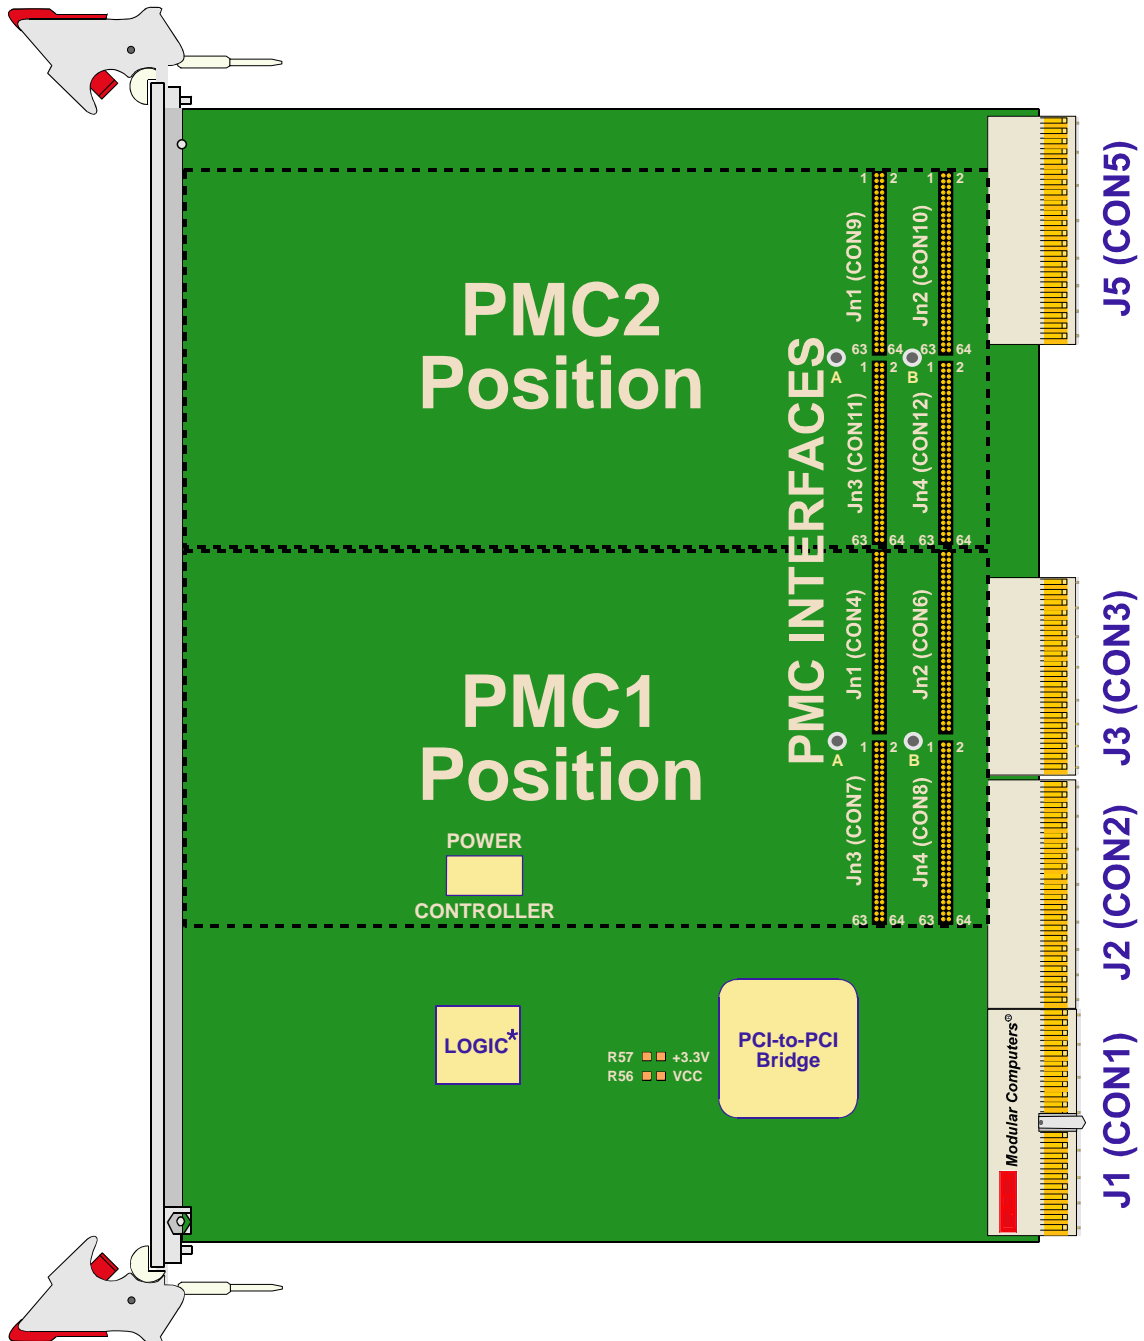 J5 (CON5)
1 2 1 2
Jn1 (CON9)
Jn2 (CON10)
PMC2
Position
63 64 63 64
A B
1 2 1 2
Jn3 (CON11)
Jn4 (CON12)
63 64 63 64
PMC INTERFACES
J3 (CON3)
Jn1 (CON4)
Jn2 (CON6)
PMC1
Position
A B
1 2 1 2
Jn3 (CON7)
Jn4 (CON8)
63 64 63 64
POWER
CONTROLLER
J2 (CON2)
LOGIC*
R57 +3.3V
R56 VCC
PCI-to-PCI
Bridge
Modular Computers®
J1 (CON1)